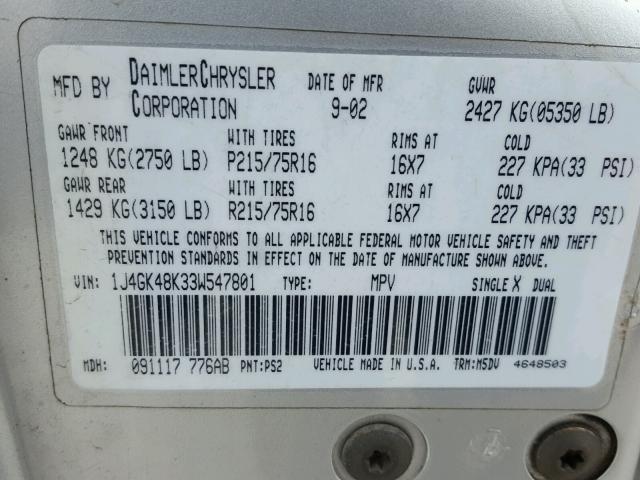 MFD BY DAIMLERCHRYSLER CORPORATION DATE OF MFR 9-02 GVWR 2427 KG(05350 LB)
GAWR FRONT WITH TIRES RIMS AT COLD
1248 KG(2750 LB) P215/75R16 16X7 227 KPA(33 PSI)
GAWR REAR WITH TIRES RIMS AT COLD
1429 KG(3150 LB) R215/75R16 16X7 227 KPA(33 PSI)
THIS VEHICLE CONFORMS TO ALL APPLICABLE FEDERAL MOTOR VEHICLE SAFETY AND THEFT
PREVENTION STANDARDS IN EFFECT ON THE DATE OF MANUFACTURE SHOWN ABOVE.
VIN: 1J4GK48K33W547801 TYPE: MPV SINGLE X DUAL
MDH: 091117 776AB PNT:PS2 VEHICLE MADE IN U.S.A. TRM:M5DV 4648503